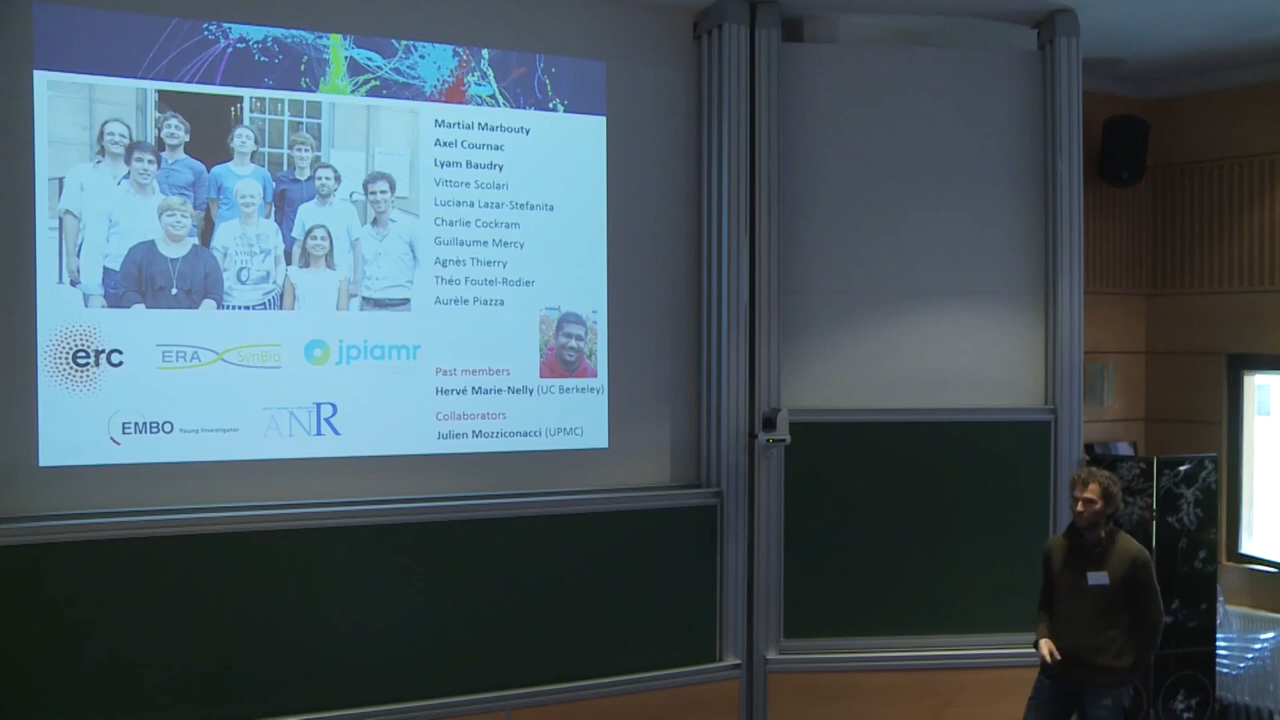 Martial Marbouty
Axel Cournac
Lyam Baudry
Vittore Scolari
Luciana Lazar-Stefanita
Charlie Cockram
Guillaume Mercy
Agnès Thierry
Théo Foutel-Rodier
Aurèle Piazza
erc
ERA SynBio
jpiamr
EMBO Young Investigator
ANR
Past members
Hervé Marie-Nelly (UC Berkeley)
Collaborators
Julien Mozziconacci (UPMC)